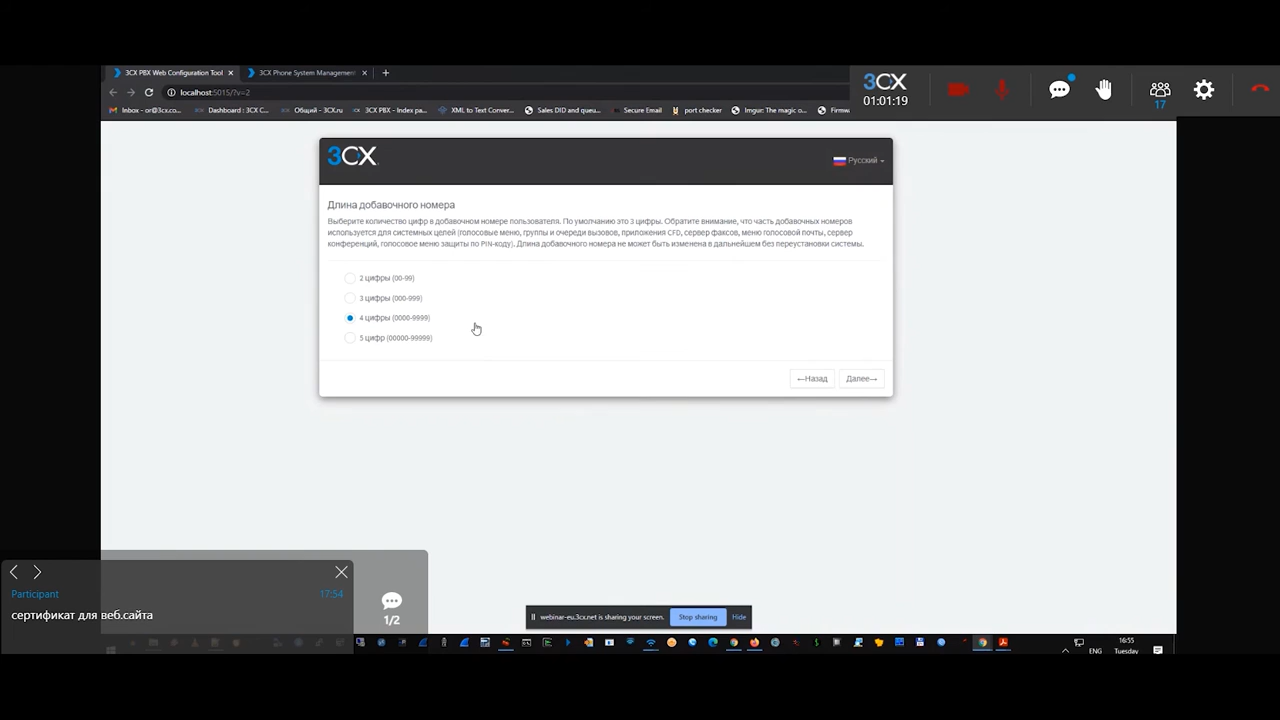 3CX PBX Web Configuration Tool
3CX Phone System Management
localhost:5015/?v=2
Inbox - or@3cx.co...
Dashboard : 3CX C...
Общий - 3CX.ru
3CX PBX - Index pa...
XML to Text Conver...
Sales DID and queu...
Secure Email
port checker
Imgur: The magic o...
Firmw
3CX
01:01:19
17
3CX
Русский
Длина добавочного номера
Выберите количество цифр в добавочном номере пользователя. По умолчанию это 3 цифры. Обратите внимание, что часть добавочных номеров
используется для системных целей (голосовые меню, группы и очереди вызовов, приложения CFD, сервер факсов, меню голосовой почты, сервер
конференций, голосовое меню защиты по PIN-коду). Длина добавочного номера не может быть изменена в дальнейшем без переустановки системы.
2 цифры (00-99)
3 цифры (000-999)
4 цифры (0000-9999)
5 цифр (00000-99999)
←Назад
Далее→
Participant
17:54
сертификат для веб.сайта
1/2
webinar-eu.3cx.net is sharing your screen.
Stop sharing
Hide
ENG
16:55
Tuesday